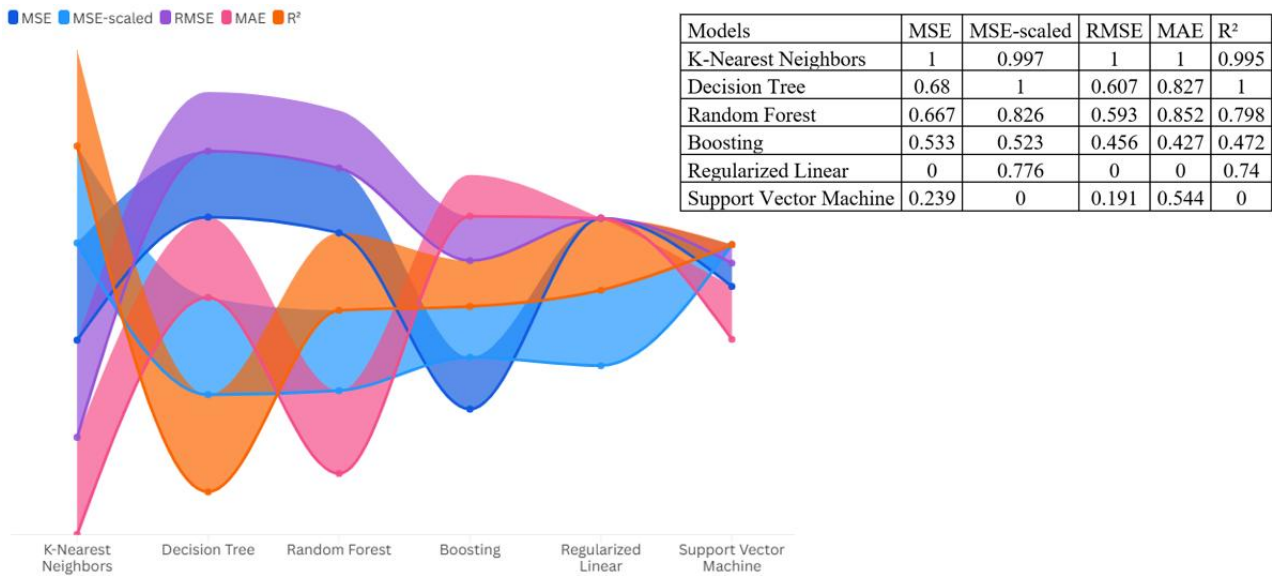 MSE MSE-scaled RMSE MAE R²
Models MSE MSE-scaled RMSE MAE R²
K-Nearest Neighbors 1 0.997 1 1 0.995
Decision Tree 0.68 1 0.607 0.827 1
Random Forest 0.667 0.826 0.593 0.852 0.798
Boosting 0.533 0.523 0.456 0.427 0.472
Regularized Linear 0 0.776 0 0 0.74
Support Vector Machine 0.239 0 0.191 0.544 0
K-Nearest
Neighbors
Decision Tree
Random Forest
Boosting
Regularized
Linear
Support Vector
Machine